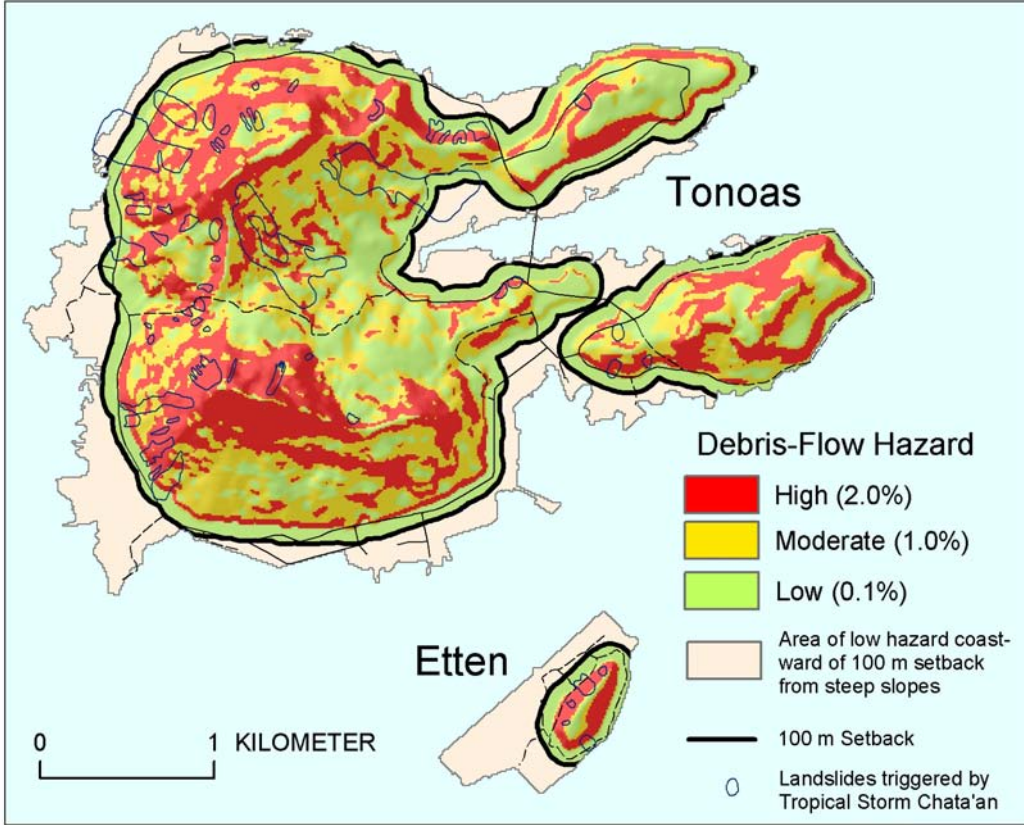 Tonoas
Debris-Flow Hazard
High (2.0%)
Moderate (1.0%)
Low (0.1%)
Area of low hazard coast-
ward of 100 m setback
from steep slopes
100 m Setback
Landslides triggered by
Tropical Storm Chata'an
Etten
0 1 KILOMETER